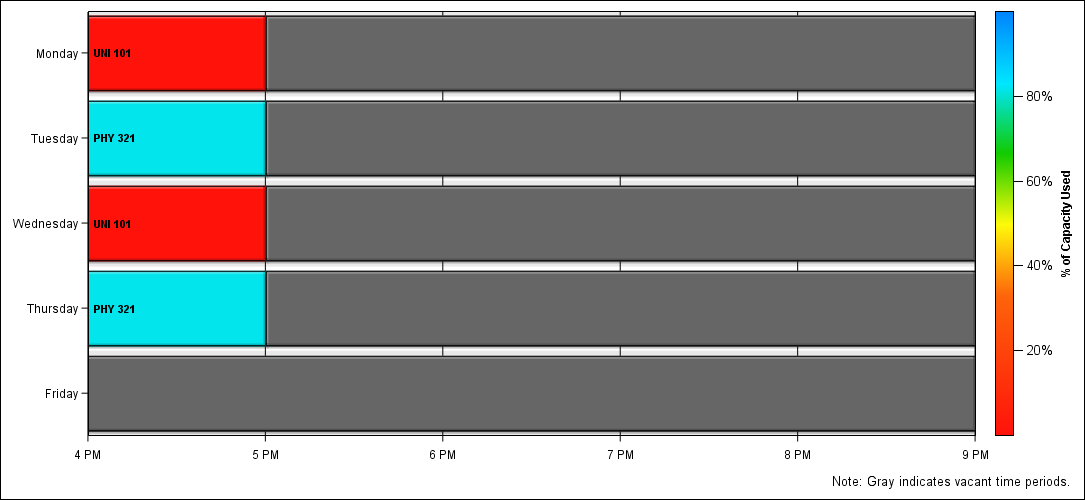 Monday
UNI 101
Tuesday
PHY 321
Wednesday
UNI 101
Thursday
PHY 321
Friday
4 PM 5 PM 6 PM 7 PM 8 PM 9 PM
80%
60%
40%
20%
% of Capacity Used
Note: Gray indicates vacant time periods.